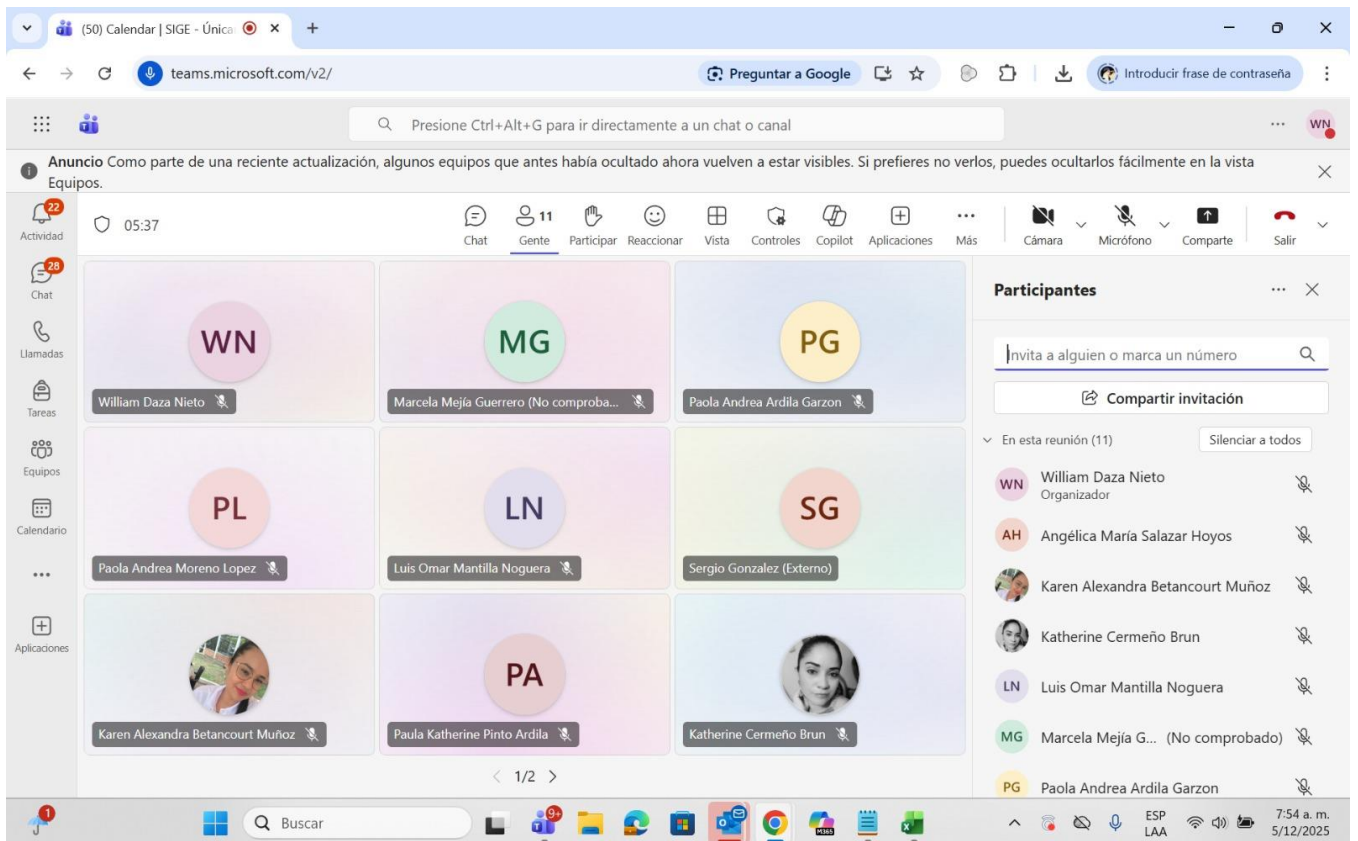 (50) Calendar | SIGE - Única
teams.microsoft.com/v2/
Preguntar a Google
Introducir frase de contraseña
Presione Ctrl+Alt+G para ir directamente a un chat o canal
WN
Anuncio Como parte de una reciente actualización, algunos equipos que antes había ocultado ahora vuelven a estar visibles. Si prefieres no verlos, puedes ocultarlos fácilmente en la vista
Equipos.
22
Actividad
28
Chat
Llamadas
Tareas
Equipos
Calendario
Aplicaciones
05:37
Chat
11
Gente
Participar
Reaccionar
Vista
Controles
Copilot
Aplicaciones
Más
Cámara
Micrófono
Comparte
Salir
WN
William Daza Nieto
MG
Marcela Mejía Guerrero (No comproba...
PG
Paola Andrea Ardila Garzon
PL
Paola Andrea Moreno Lopez
LN
Luis Omar Mantilla Noguera
SG
Sergio Gonzalez (Externo)
Karen Alexandra Betancourt Muñoz
PA
Paula Katherine Pinto Ardila
Katherine Cermeño Brun
1/2
Participantes
Invita a alguien o marca un número
Compartir invitación
En esta reunión (11)
Silenciar a todos
WN
William Daza Nieto
Organizador
AH
Angélica María Salazar Hoyos
Karen Alexandra Betancourt Muñoz
Katherine Cermeño Brun
LN
Luis Omar Mantilla Noguera
MG
Marcela Mejía G... (No comprobado)
PG
Paola Andrea Ardila Garzon
1
Buscar
9+
M365
ESP
LAA
7:54 a. m.
5/12/2025